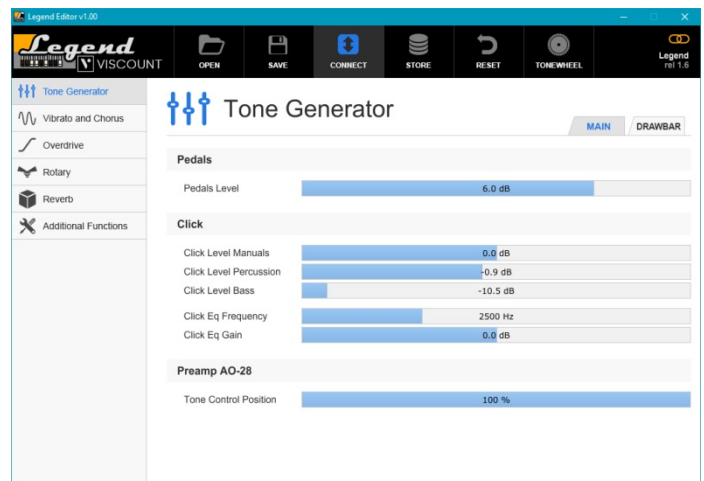 Legend Editor v1.00
Legend
VISCOUNT
OPEN
SAVE
CONNECT
STORE
RESET
TONEWHEEL
Legend
rel 1.6
Tone Generator
Vibrato and Chorus
Overdrive
Rotary
Reverb
Additional Functions
Tone Generator
MAIN
DRAWBAR
Pedals
Pedals Level 6.0 dB
Click
Click Level Manuals 0.0 dB
Click Level Percussion -0.9 dB
Click Level Bass -10.5 dB
Click Eq Frequency 2500 Hz
Click Eq Gain 0.0 dB
Preamp AO-28
Tone Control Position 100 %